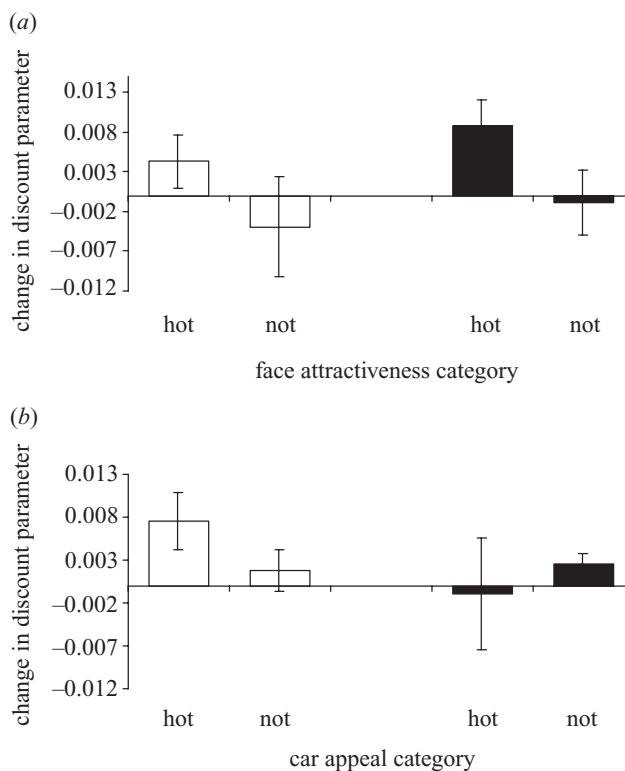 (a)
change in discount parameter
0.013
0.008
0.003
–0.002
–0.007
–0.012
hot not hot not
face attractiveness category
(b)
change in discount parameter
0.013
0.008
0.003
–0.002
–0.007
–0.012
hot not hot not
car appeal category